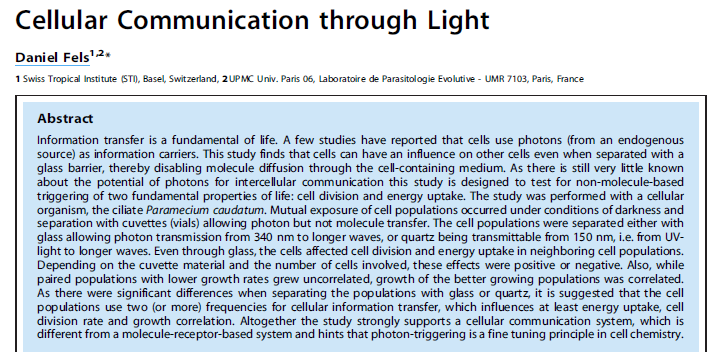 Cellular Communication through Light
Daniel Fels1,2*
1 Swiss Tropical Institute (STI), Basel, Switzerland, 2 UPMC Univ. Paris 06, Laboratoire de Parasitologie Evolutive - UMR 7103, Paris, France
Abstract
Information transfer is a fundamental of life. A few studies have reported that cells use photons (from an endogenous
source) as information carriers. This study finds that cells can have an influence on other cells even when separated with a
glass barrier, thereby disabling molecule diffusion through the cell-containing medium. As there is still very little known
about the potential of photons for intercellular communication this study is designed to test for non-molecule-based
triggering of two fundamental properties of life: cell division and energy uptake. The study was performed with a cellular
organism, the ciliate Paramecium caudatum. Mutual exposure of cell populations occurred under conditions of darkness and
separation with cuvettes (vials) allowing photon but not molecule transfer. The cell populations were separated either with
glass allowing photon transmission from 340 nm to longer waves, or quartz being transmittable from 150 nm, i.e. from UV-
light to longer waves. Even through glass, the cells affected cell division and energy uptake in neighboring cell populations.
Depending on the cuvette material and the number of cells involved, these effects were positive or negative. Also, while
paired populations with lower growth rates grew uncorrelated, growth of the better growing populations was correlated.
As there were significant differences when separating the populations with glass or quartz, it is suggested that the cell
populations use two (or more) frequencies for cellular information transfer, which influences at least energy uptake, cell
division rate and growth correlation. Altogether the study strongly supports a cellular communication system, which is
different from a molecule-receptor-based system and hints that photon-triggering is a fine tuning principle in cell chemistry.